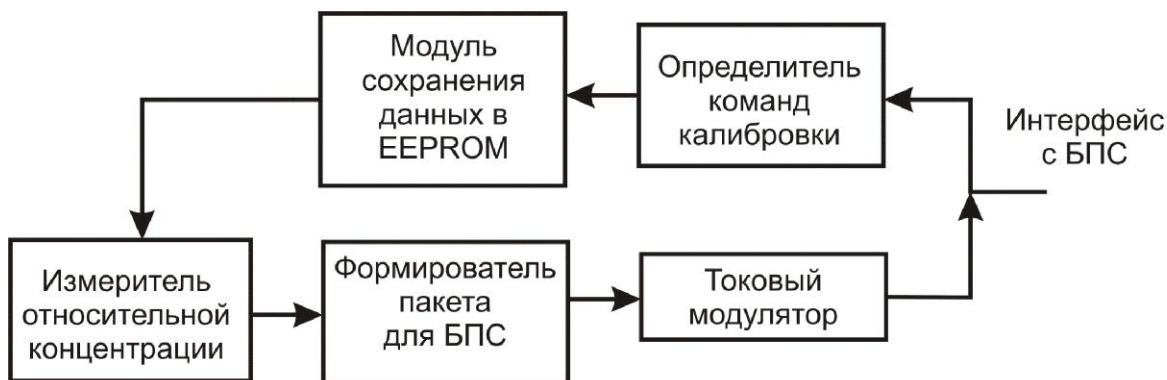 Модуль
сохранения
данных в
EEPROM
Определитель
команд
калибровки
Интерфейс
с БПС
Измеритель
относительной
концентрации
Формирователь
пакета
для БПС
Токовый
модулятор